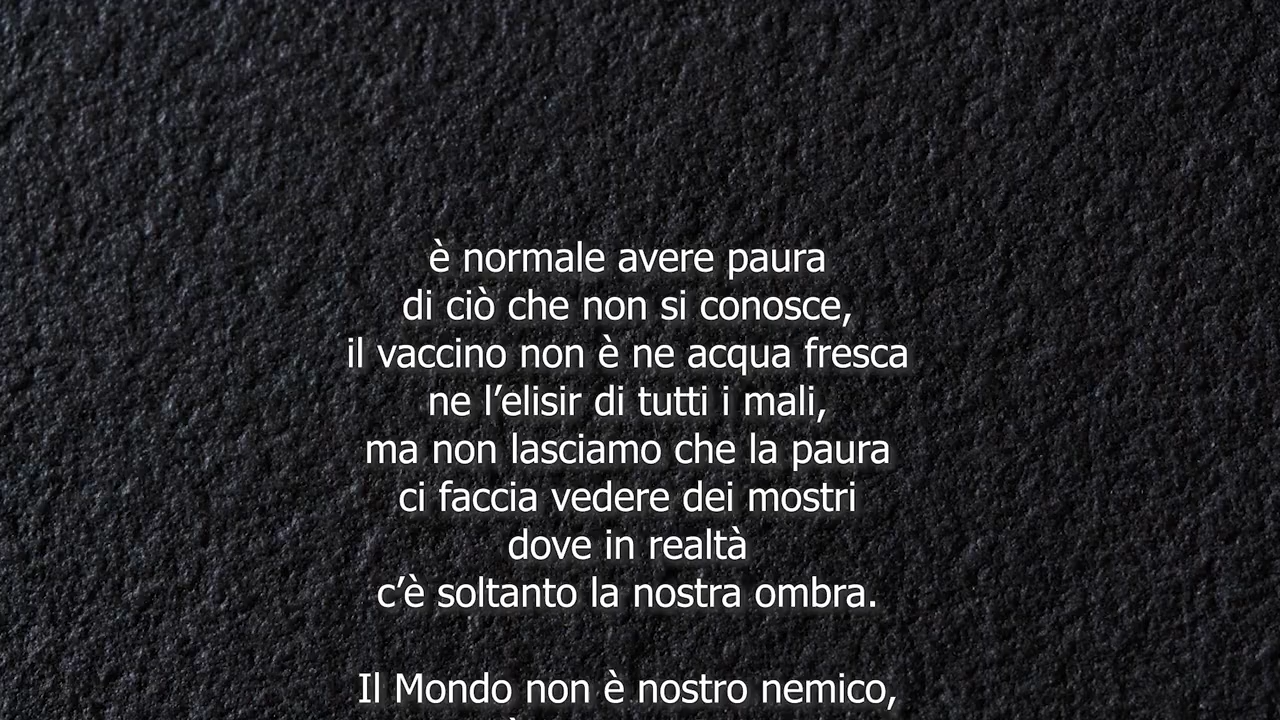 è normale avere paura
di ciò che non si conosce,
il vaccino non è ne acqua fresca
ne l’elisir di tutti i mali,
ma non lasciamo che la paura
ci faccia vedere dei mostri
dove in realtà
c’è soltanto la nostra ombra.
Il Mondo non è nostro nemico,